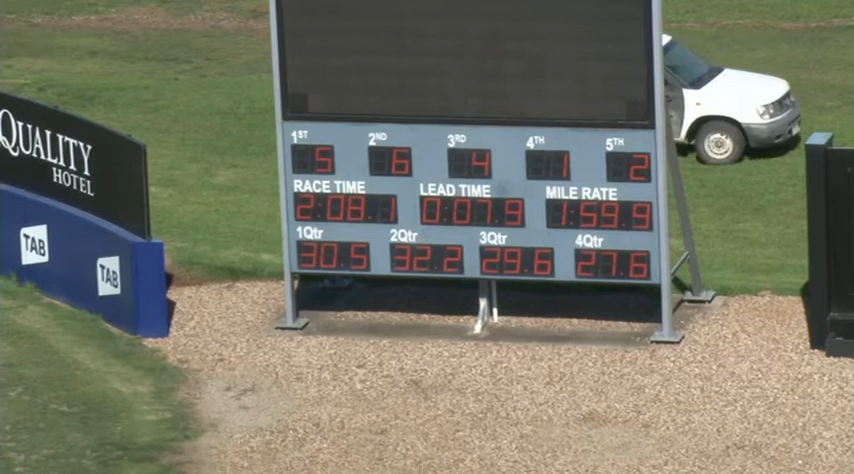 QUALITY
HOTEL
TAB
TAB
1ST 2ND 3RD 4TH 5TH
5 6 4 1 2
RACE TIME LEAD TIME MILE RATE
2:08.1 0:07.9 1:59.9
1Qtr 2Qtr 3Qtr 4Qtr
30.5 32.2 29.6 27.6